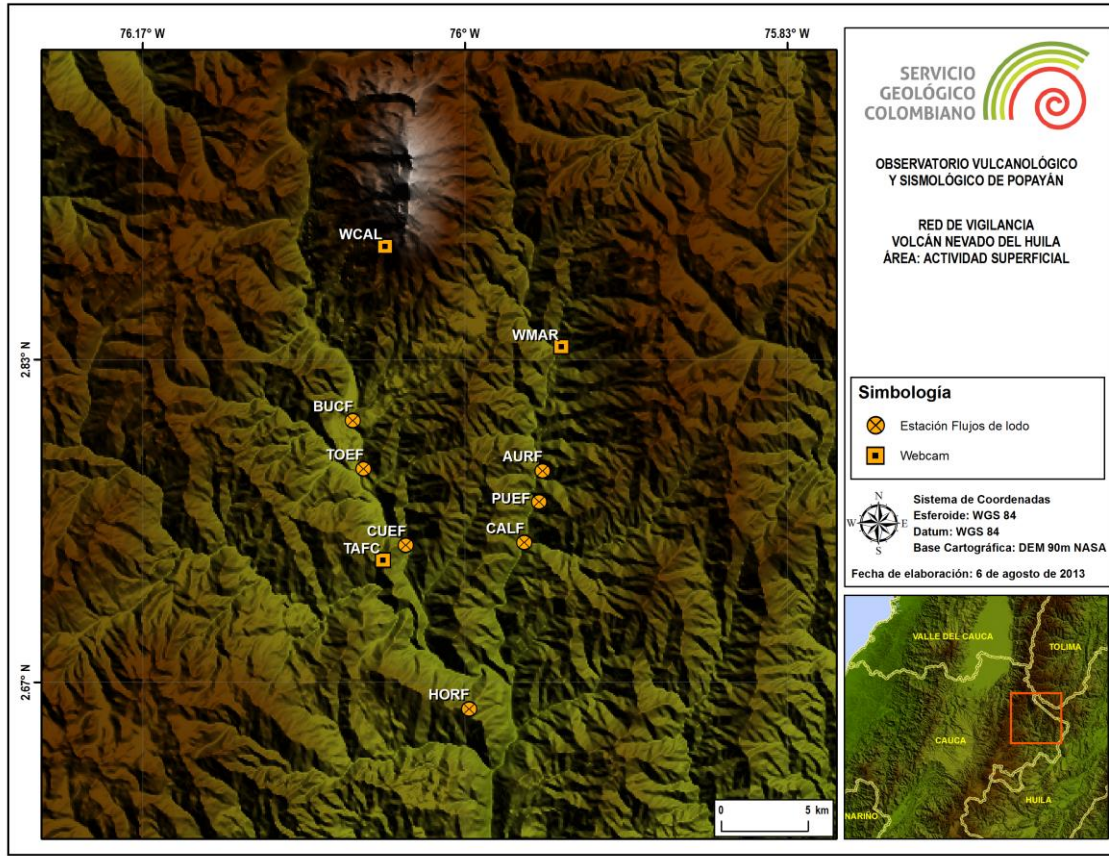 76.17° W
76° W
75.83° W
2.83° N
2.67° N
WCAL
WMAR
BUCF
TOEF
AURF
PUEF
CUEF
CALF
TAFC
HORF
0
5 km
SERVICIO
GEOLÓGICO
COLOMBIANO
OBSERVATORIO VULCANOLÓGICO
Y SISMOLÓGICO DE POPAYÁN
RED DE VIGILANCIA
VOLCÁN NEVADO DEL HUILA
ÁREA: ACTIVIDAD SUPERFICIAL
Simbología
Estación Flujos de lodo
Webcam
N
W
E
S
Sistema de Coordenadas
Esferoide: WGS 84
Datum: WGS 84
Base Cartográfica: DEM 90m NASA
Fecha de elaboración: 6 de agosto de 2013
VALLE DEL CAUCA
TOLIMA
CAUCA
HUILA
NARIÑO